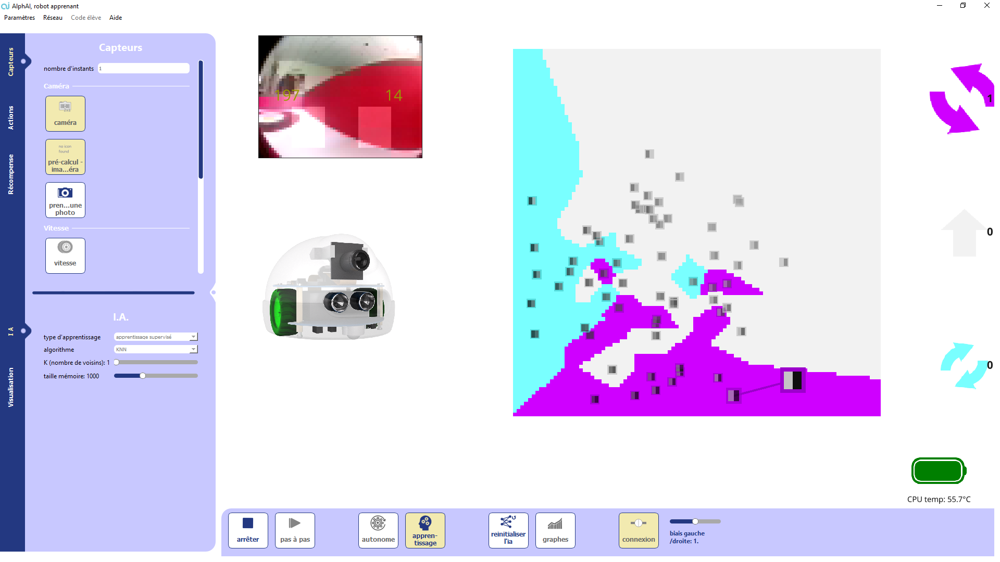 AlphAI, robot apprenant
Paramètres Réseau Code élève Aide
Capteurs
Actions
Récompense
I A
Visualisation
Capteurs
nombre d'instants 1
Caméra
2x1
caméra
no icon
found
pré-calcul -
ima...éra
pren...une
photo
Vitesse
vitesse
I.A.
type d'apprentissage apprentissage supervisé
algorithme KNN
K (nombre de voisins): 1
taille mémoire: 1000
197 14
1
0
0
CPU temp: 55.7°C
arrêter
pas à pas
autonome
appren-
tissage
reinitialiser
l'ia
graphes
connexion
biais gauche
/droite: 1.